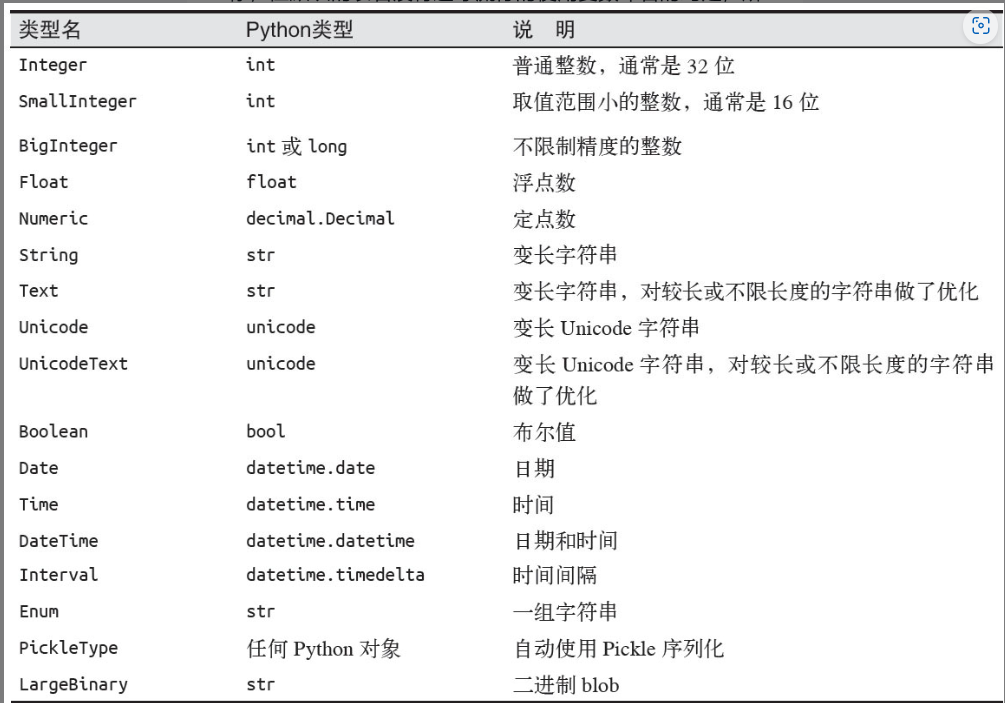 类型名 Python类型 说 明
Integer int 普通整数，通常是 32 位
SmallInteger int 取值范围小的整数，通常是 16 位
BigInteger int 或 long 不限制精度的整数
Float float 浮点数
Numeric decimal.Decimal 定点数
String str 变长字符串
Text str 变长字符串，对较长或不限长度的字符串做了优化
Unicode unicode 变长 Unicode 字符串
UnicodeText unicode 变长 Unicode 字符串，对较长或不限长度的字符串
做了优化
Boolean bool 布尔值
Date datetime.date 日期
Time datetime.time 时间
DateTime datetime.datetime 日期和时间
Interval datetime.timedelta 时间间隔
Enum str 一组字符串
PickleType 任何 Python 对象 自动使用 Pickle 序列化
LargeBinary str 二进制 blob